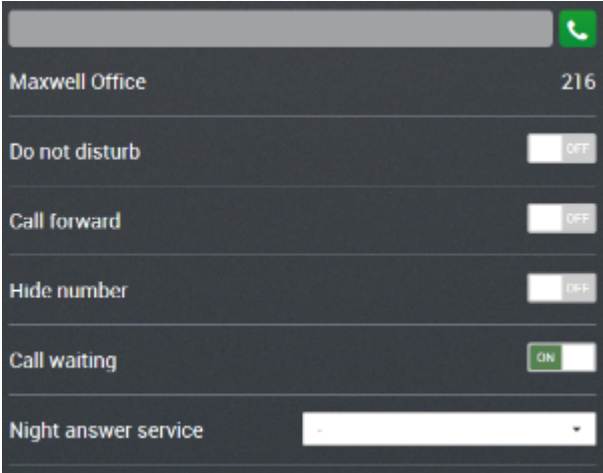 Maxwell Office 216
Do not disturb OFF
Call forward OFF
Hide number OFF
Call waiting ON
Night answer service -